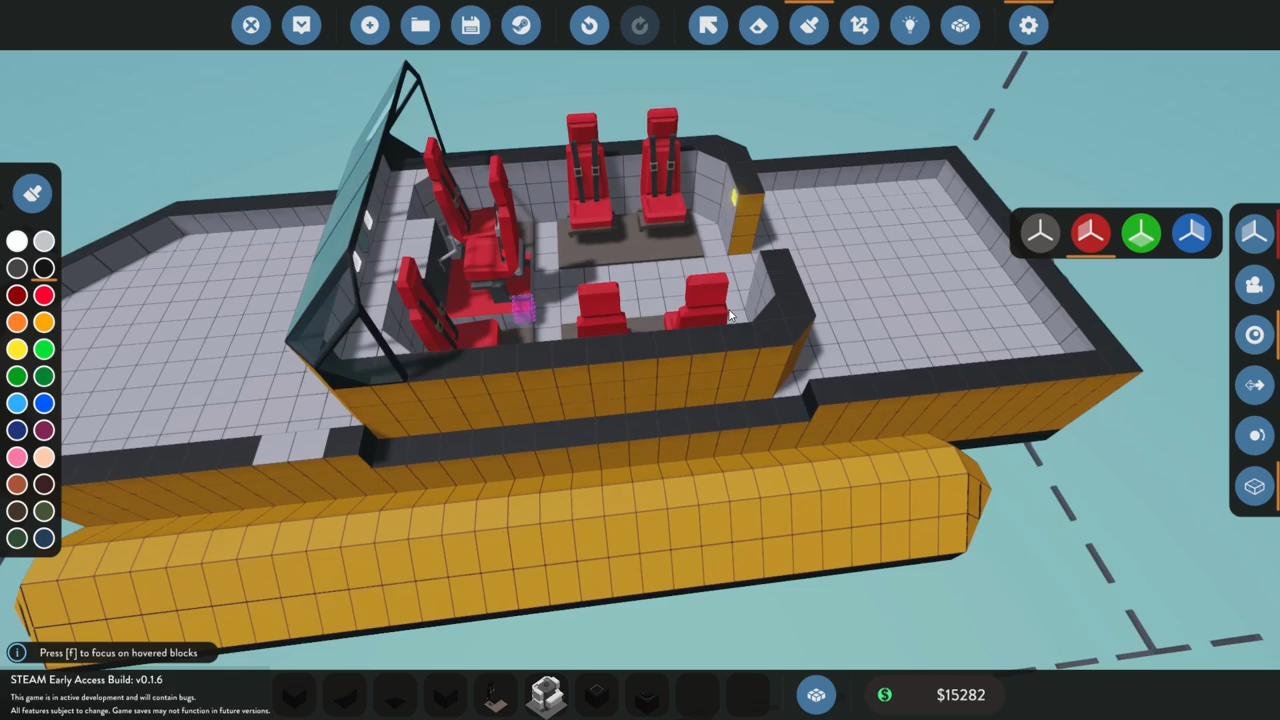 Press [f] to focus on hovered blocks
STEAM Early Access Build: v0.1.6
This game is in active development and will contain bugs.
All features subject to change. Game saves may not function in future versions.
$ $15282